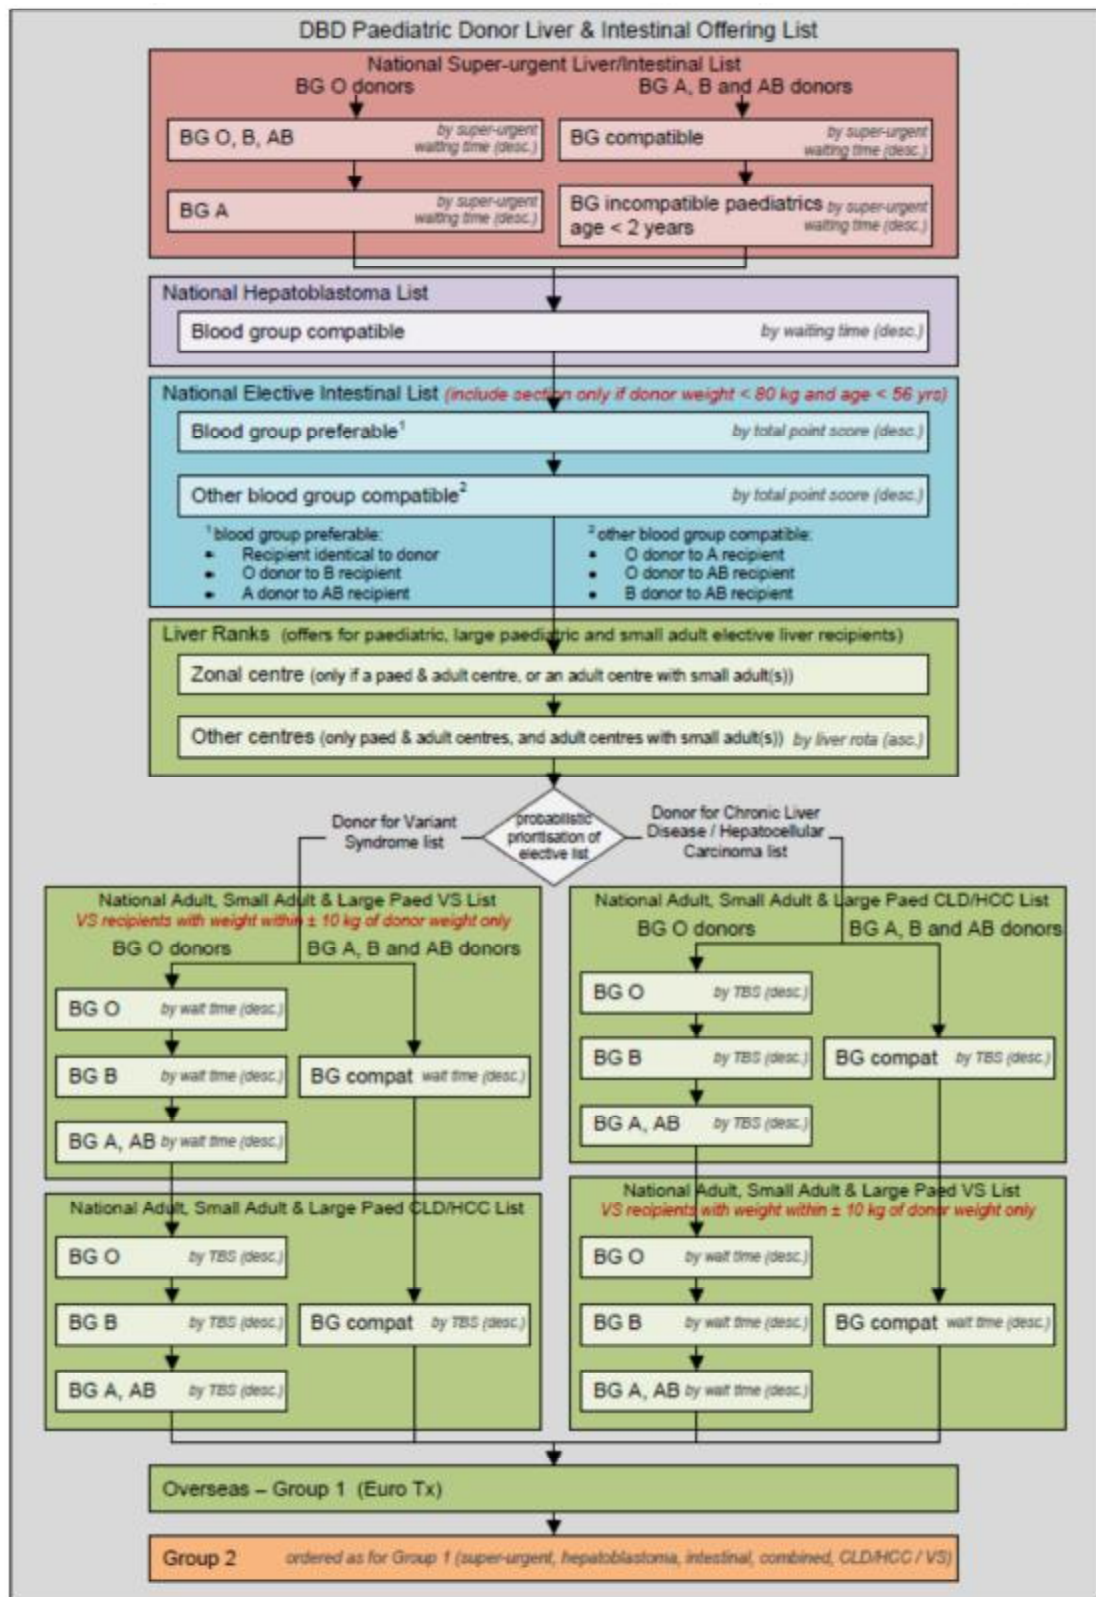 DBD Paediatric Donor Liver & Intestinal Offering List
National Super-urgent Liver/Intestinal List
BG O donors
BG A, B and AB donors
BG O, B, AB
by super-urgent
waiting time (desc.)
BG compatible
by super-urgent
waiting time (desc.)
BG A
by super-urgent
waiting time (desc.)
BG incompatible paediatrics
age < 2 years
by super-urgent
waiting time (desc.)
National Hepatoblastoma List
Blood group compatible
by waiting time (desc.)
National Elective Intestinal List (include section only if donor weight < 80 kg and age < 56 yrs)
Blood group preferable¹
by total point score (desc.)
Other blood group compatible²
by total point score (desc.)
¹ blood group preferable:
• Recipient identical to donor
• O donor to B recipient
• A donor to AB recipient
² other blood group compatible:
• O donor to A recipient
• O donor to AB recipient
• B donor to AB recipient
Liver Ranks (offers for paediatric, large paediatric and small adult elective liver recipients)
Zonal centre (only if a paed & adult centre, or an adult centre with small adult(s))
Other centres (only paed & adult centres, and adult centres with small adult(s)) by liver rota (asc.)
probabilistic
prioritisation of
elective list
Donor for Variant
Syndrome list
Donor for Chronic Liver
Disease / Hepatocellular
Carcinoma list
National Adult, Small Adult & Large Paed VS List
VS recipients with weight within ± 10 kg of donor weight only
BG O donors
BG A, B and AB donors
BG O by wait time (desc.)
BG B by wait time (desc.)
BG compat wait time (desc.)
BG A, AB by wait time (desc.)
National Adult, Small Adult & Large Paed CLD/HCC List
BG O by TBS (desc.)
BG B by TBS (desc.)
BG compat by TBS (desc.)
BG A, AB by TBS (desc.)
National Adult, Small Adult & Large Paed CLD/HCC List
BG O donors
BG A, B and AB donors
BG O by TBS (desc.)
BG B by TBS (desc.)
BG compat by TBS (desc.)
BG A, AB by TBS (desc.)
National Adult, Small Adult & Large Paed VS List
VS recipients with weight within ± 10 kg of donor weight only
BG O by wait time (desc.)
BG B by wait time (desc.)
BG compat wait time (desc.)
BG A, AB by wait time (desc.)
Overseas – Group 1 (Euro Tx)
Group 2 ordered as for Group 1 (super-urgent, hepatoblastoma, intestinal, combined, CLD/HCC / VS)